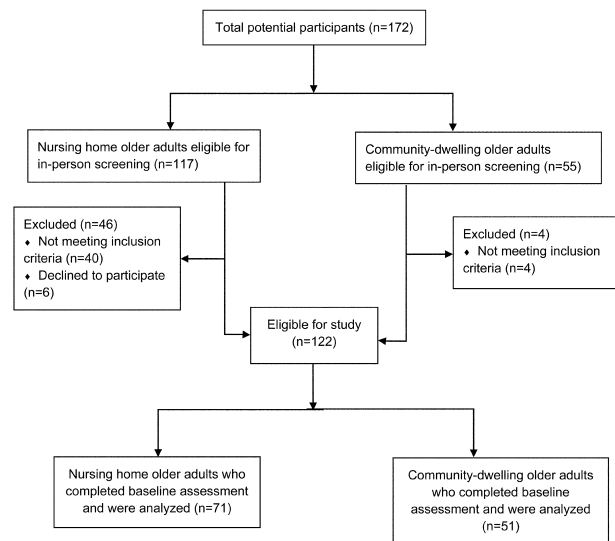 Total potential participants (n=172)
Nursing home older adults eligible for
in-person screening (n=117)
Community-dwelling older adults
eligible for in-person screening (n=55)
Excluded (n=46)
♦ Not meeting inclusion
criteria (n=40)
♦ Declined to participate
(n=6)
Excluded (n=4)
♦ Not meeting inclusion
criteria (n=4)
Eligible for study
(n=122)
Nursing home older adults who
completed baseline assessment
and were analyzed (n=71)
Community-dwelling older adults
who completed baseline
assessment and were analyzed
(n=51)